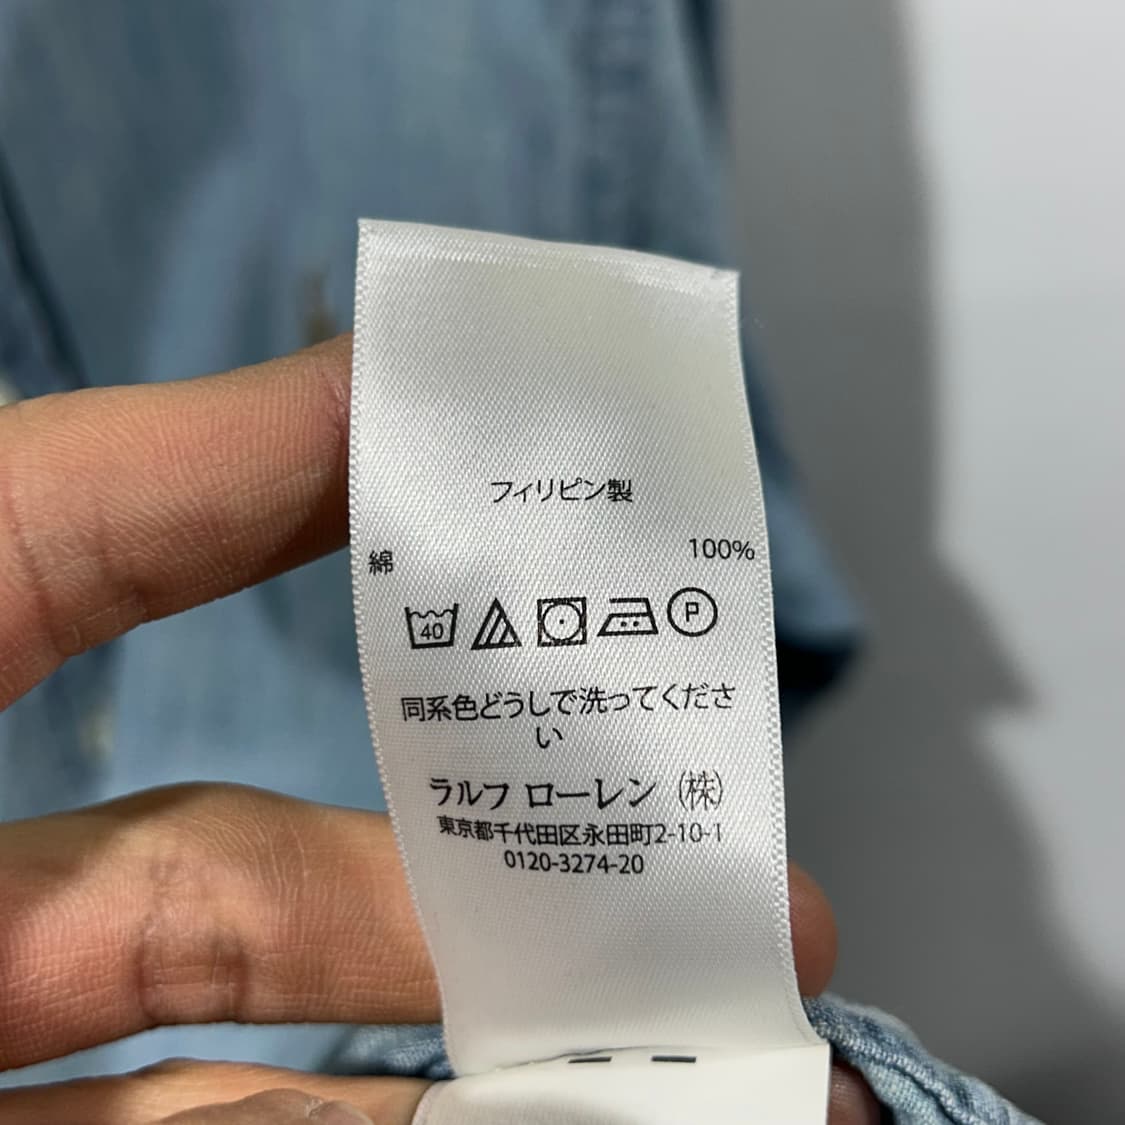 フィリピン製
綿 100%
40 P
同系色どうしで洗ってくださ
い
ラルフ ローレン (株)
東京都千代田区永田町2-10-1
0120-3274-20